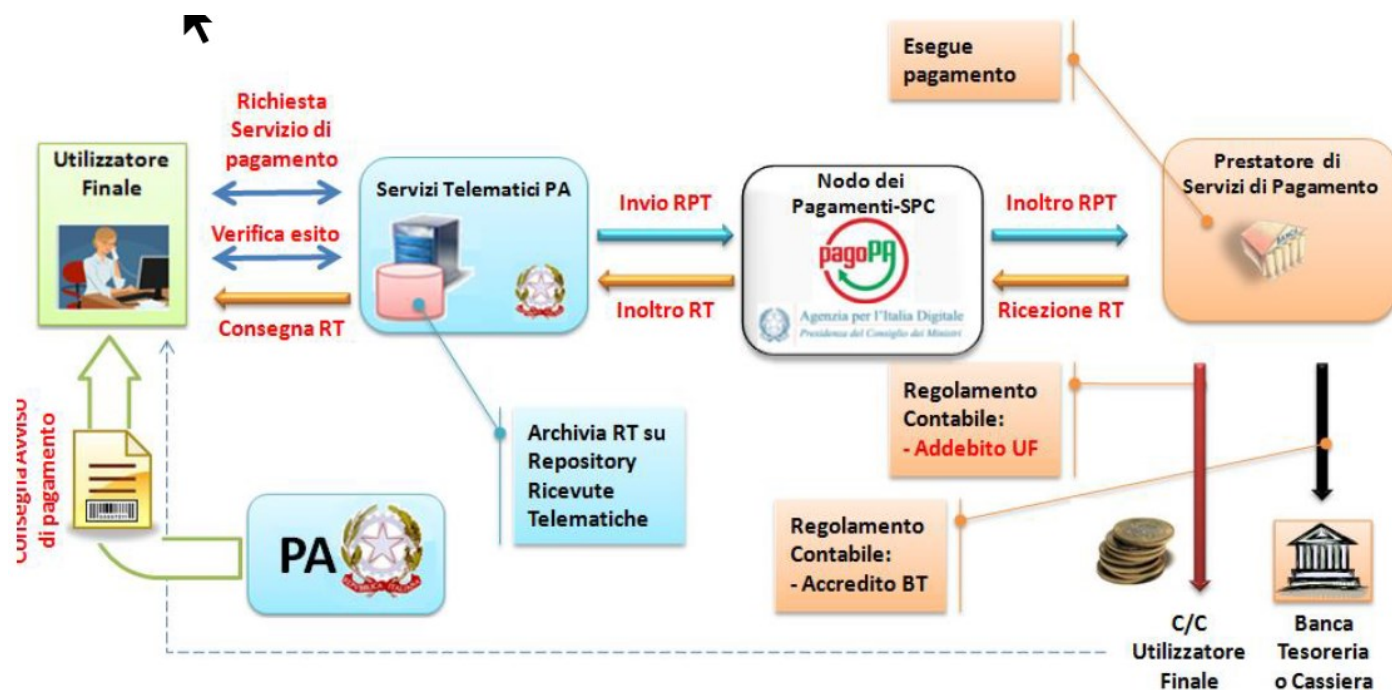 Esegue
pagamento
Richiesta
Servizio di
pagamento
Utilizzatore
Finale
Verifica esito
Consegna RT
Servizi Telematici PA
Invio RPT
Inoltro RT
Nodo dei
Pagamenti-SPC
pagoPA
Agenzia per l'Italia Digitale
Presidenza del Consiglio dei Ministri
Inoltro RPT
Ricezione RT
Prestatore di
Servizi di Pagamento
BANCA
Consegna Avviso
di pagamento
Archivia RT su
Repository
Ricevute
Telematiche
PA
REPVBBLICA ITALIANA
Regolamento
Contabile:
- Addebito UF
Regolamento
Contabile:
- Accredito BT
C/C
Utilizzatore
Finale
Banca
Tesoreria
o Cassiera